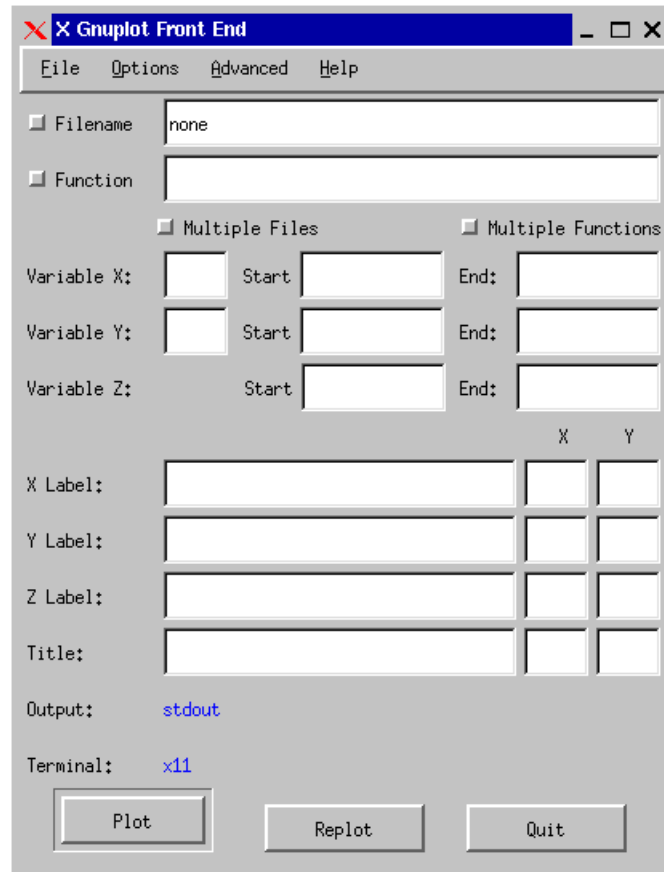 X Gnuplot Front End
File Options Advanced Help
Filename none
Function
Multiple Files Multiple Functions
Variable X: Start End:
Variable Y: Start End:
Variable Z: Start End:
X Y
X Label:
Y Label:
Z Label:
Title:
Output: stdout
Terminal: x11
Plot Replot Quit